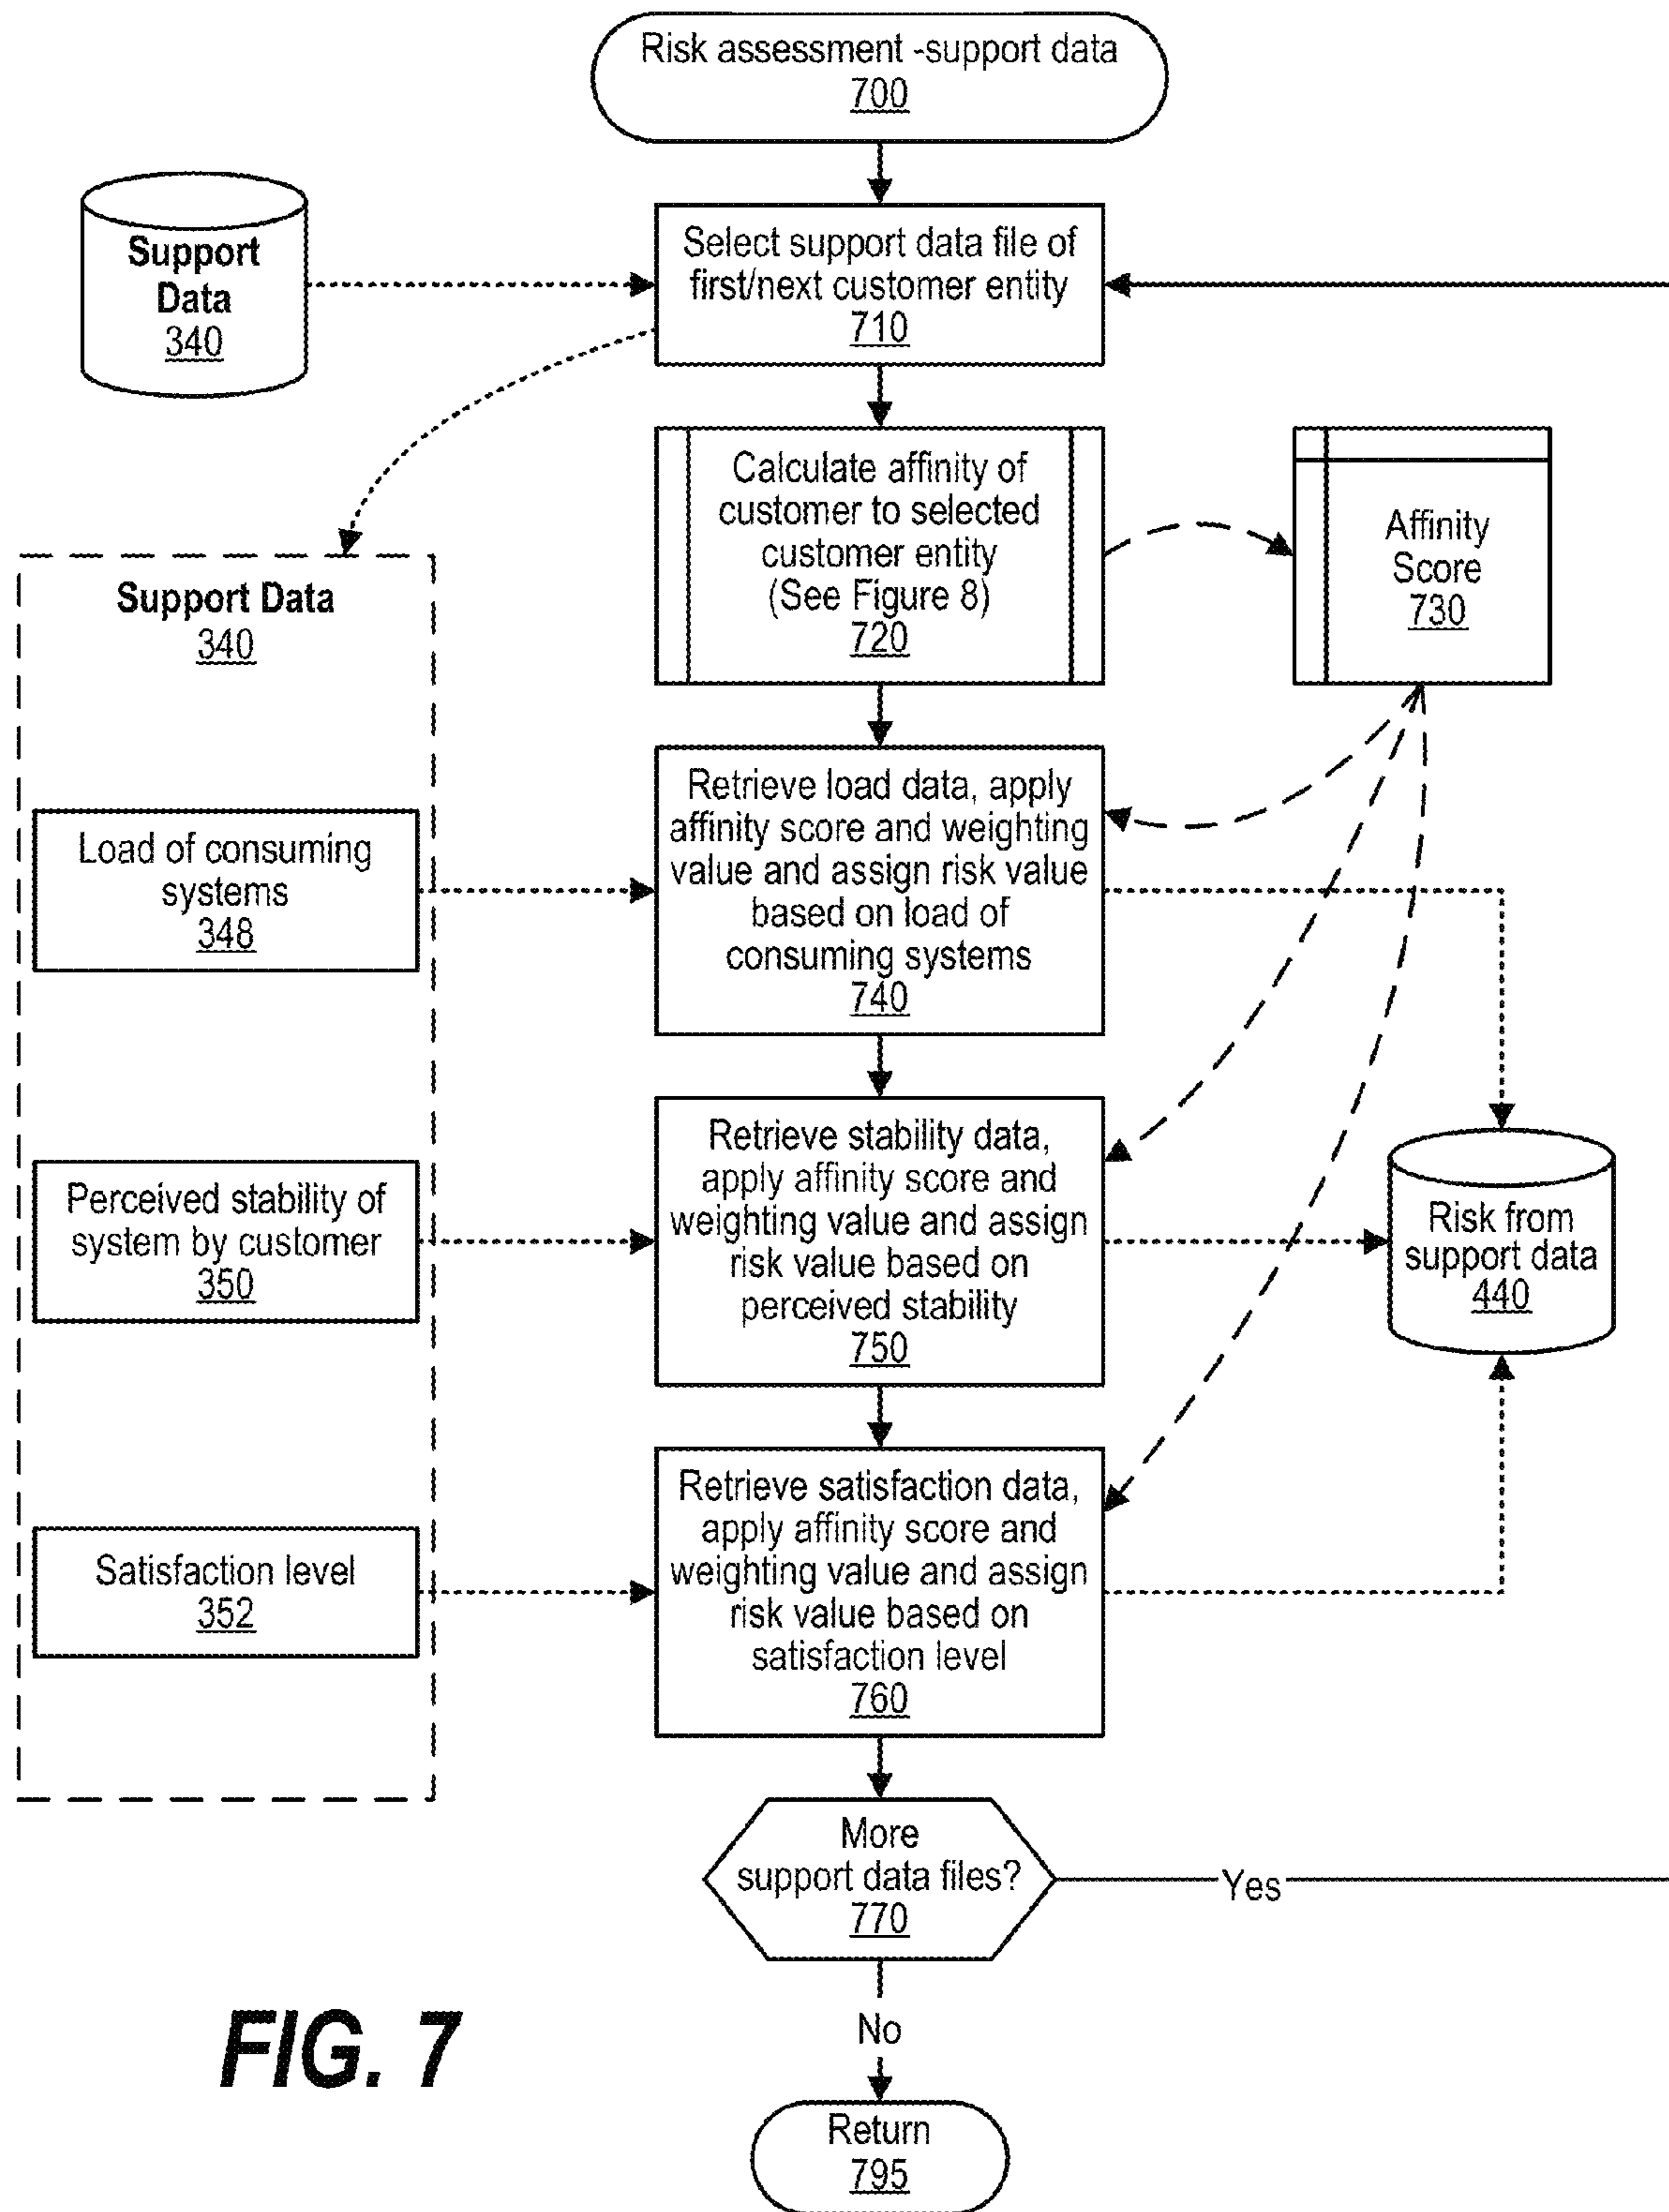 Risk assessment -support data
700
Support
Data
340
Select support data file of
first/next customer entity
710
Calculate affinity of
customer to selected
customer entity
(See Figure 8)
720
Affinity
Score
730
Support Data
340
Load of consuming
systems
348
Retrieve load data, apply
affinity score and weighting
value and assign risk value
based on load of
consuming systems
740
Perceived stability of
system by customer
350
Retrieve stability data,
apply affinity score and
weighting value and assign
risk value based on
perceived stability
750
Risk from
support data
440
Satisfaction level
352
Retrieve satisfaction data,
apply affinity score and
weighting value and assign
risk value based on
satisfaction level
760
More
support data files?
770
Yes
No
Return
795
FIG. 7